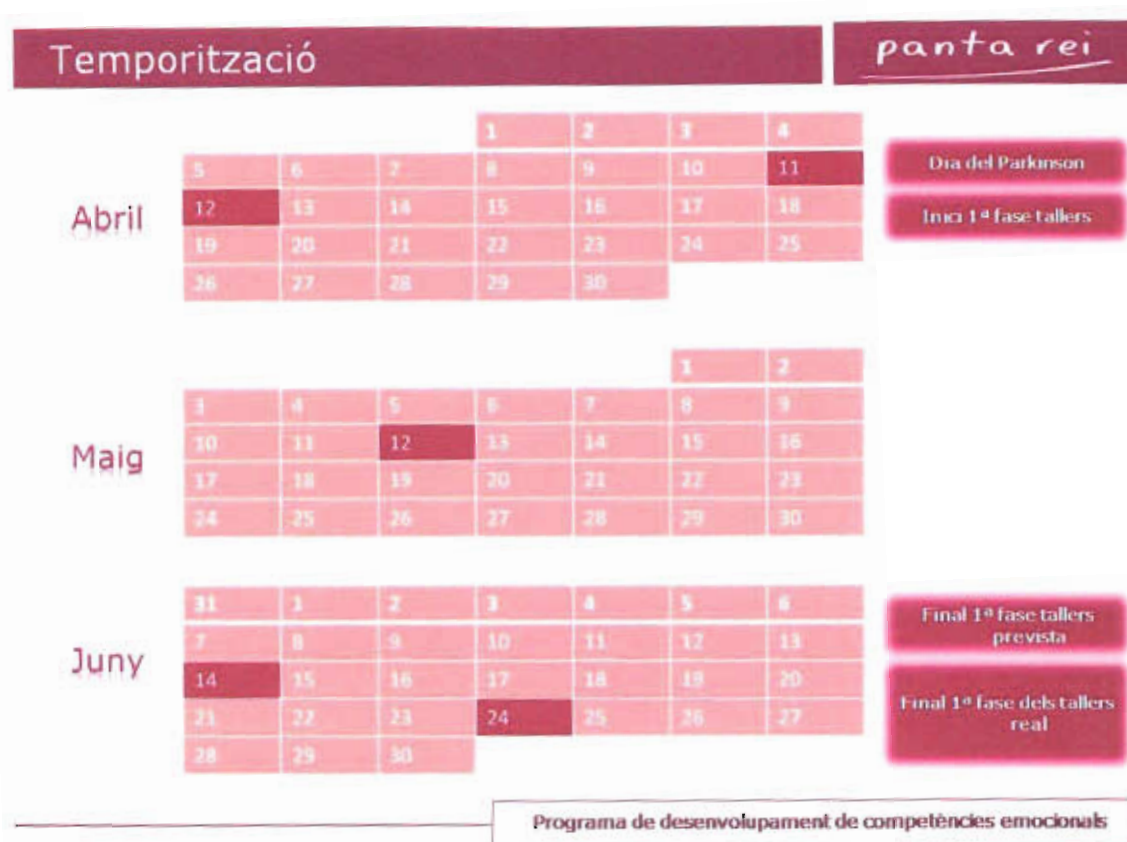 Temporització
panta rei
1 2 3 4
5 6 7 8 9 10 11
Dia del Parkinson
Abril
12 13 14 15 16 17 18
Inici 1ª fase tallers
19 20 21 22 23 24 25
26 27 28 29 30
1 2
3 4 5 6 7 8 9
Maig
10 11 12 13 14 15 16
17 18 19 20 21 22 23
24 25 26 27 28 29 30
31 1 2 3 4 5 6
Final 1ª fase tallers
prevista
7 8 9 10 11 12 13
Juny
14 15 16 17 18 19 20
21 22 23 24 25 26 27
Final 1ª fase dels tallers
real
28 29 30
Programa de desenvolupament de competències emocionals